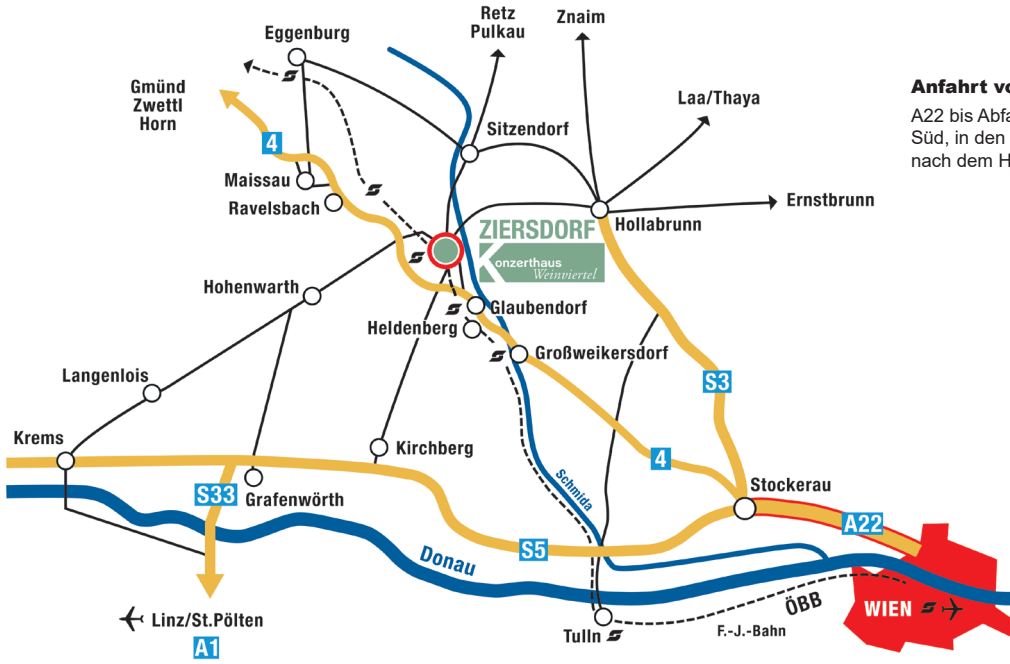 Retz
Pulkau
Znaim
Eggenburg
Gmünd
Zwettl
Horn
Laa/Thaya
Anfahrt vo
A22 bis Abfa
Süd, in den
nach dem H
4
Sitzendorf
Maissau
Ravelsbach
Ernstbrunn
Hollabrunn
ZIERSDORF
Konzerthaus
Weinviertel
Hohenwarth
Glaubendorf
Heldenberg
Großweikersdorf
Langenlois
S3
Krems
Kirchberg
4
Schmida
Stockerau
S33
Grafenwörth
A22
S5
Donau
ÖBB
WIEN
Linz/St.Pölten
Tulln
F.-J.-Bahn
A1